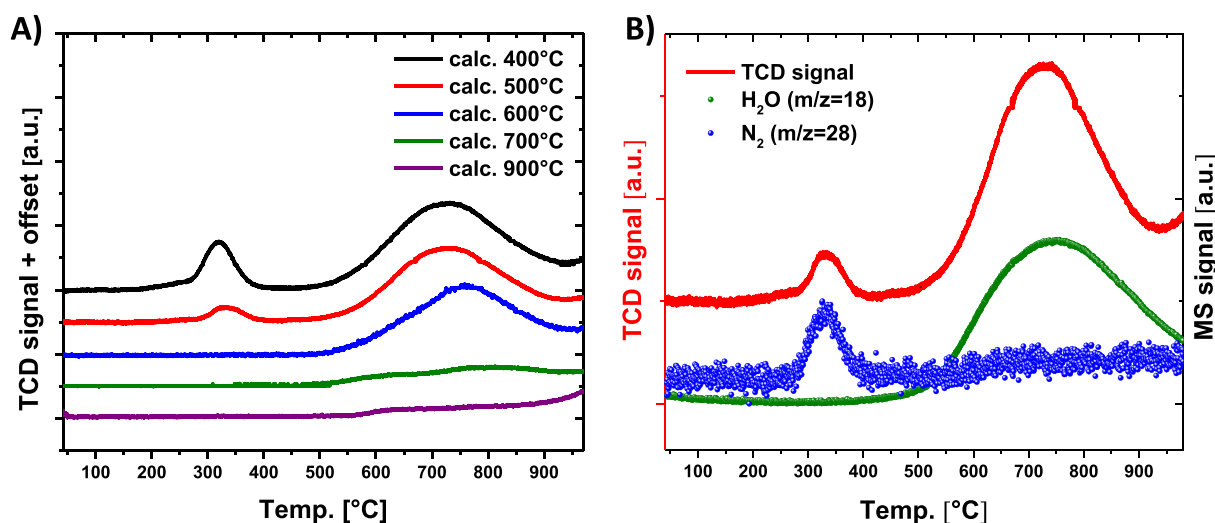 A)
calc. 400°C
calc. 500°C
calc. 600°C
calc. 700°C
calc. 900°C
TCD signal + offset [a.u.]
100 200 300 400 500 600 700 800 900
Temp. [°C]
B)
TCD signal
H2O (m/z=18)
N2 (m/z=28)
TCD signal [a.u.]
MS signal [a.u.]
100 200 300 400 500 600 700 800 900
Temp. [°C]